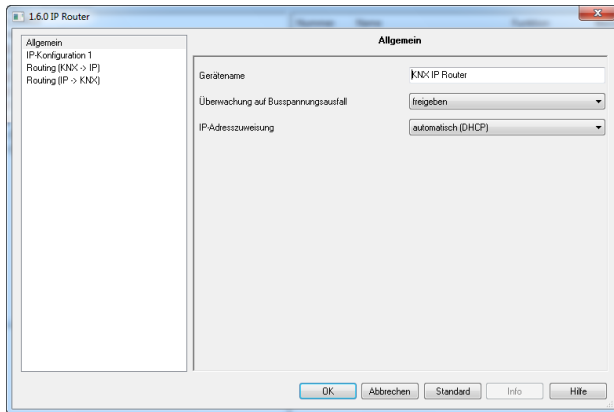 1.6.0 IP Router
Allgemein
IP-Konfiguration 1
Routing (KNX -> IP)
Routing (IP -> KNX)
Allgemein
Gerätename
KNX IP Router
Überwachung auf Busspannungsausfall
freigeben
IP-Adresszuweisung
automatisch (DHCP)
OK
Abbrechen
Standard
Info
Hilfe